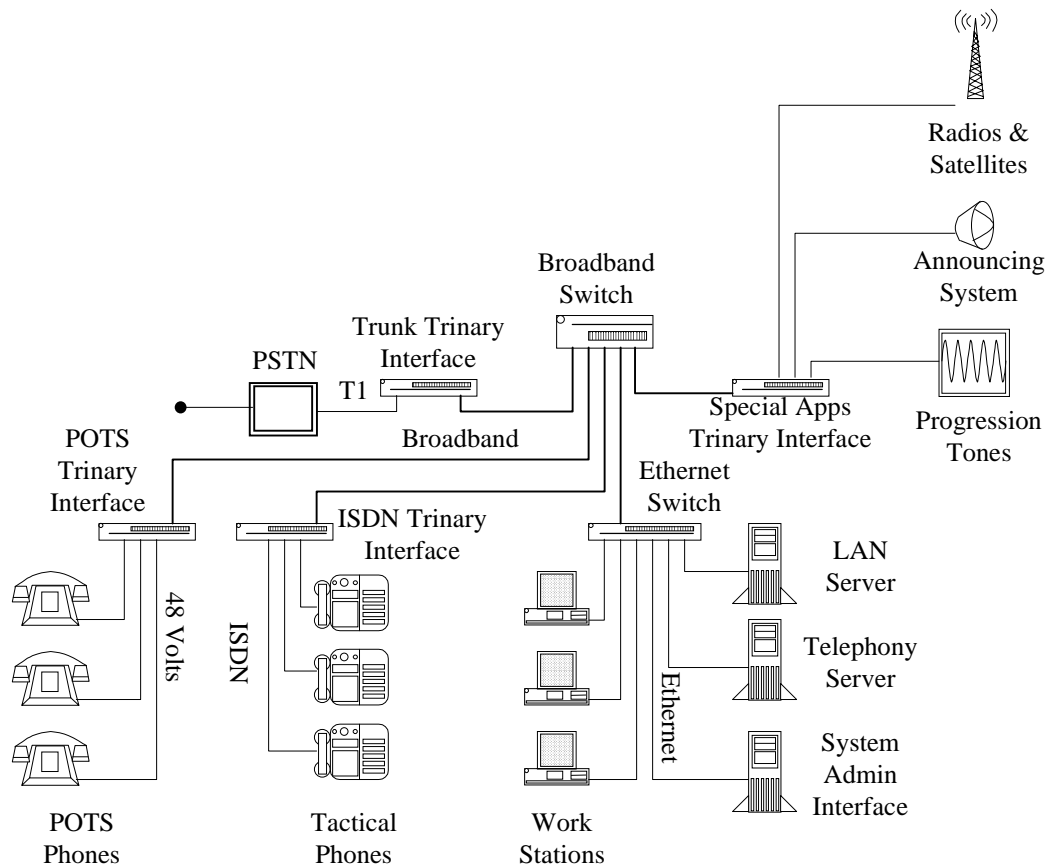 Radios &
Satellites
Announcing
System
Progression
Tones
Broadband
Switch
Trunk Trinary
Interface
PSTN
T1
Broadband
Special Apps
Trinary Interface
POTS
Trinary
Interface
ISDN Trinary
Interface
Ethernet
Switch
LAN
Server
Telephony
Server
System
Admin
Interface
48 Volts
ISDN
Ethernet
POTS
Phones
Tactical
Phones
Work
Stations